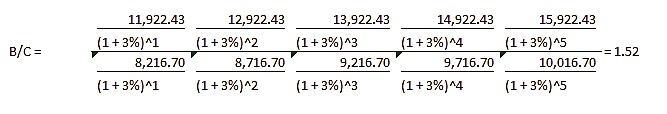 11,922.43 12,922.43 13,922.43 14,922.43 15,922.43
(1 + 3%)^1 (1 + 3%)^2 (1 + 3%)^3 (1 + 3%)^4 (1 + 3%)^5
B/C = = 1.52
8,216.70 8,716.70 9,216.70 9,716.70 10,016.70
(1 + 3%)^1 (1 + 3%)^2 (1 + 3%)^3 (1 + 3%)^4 (1 + 3%)^5